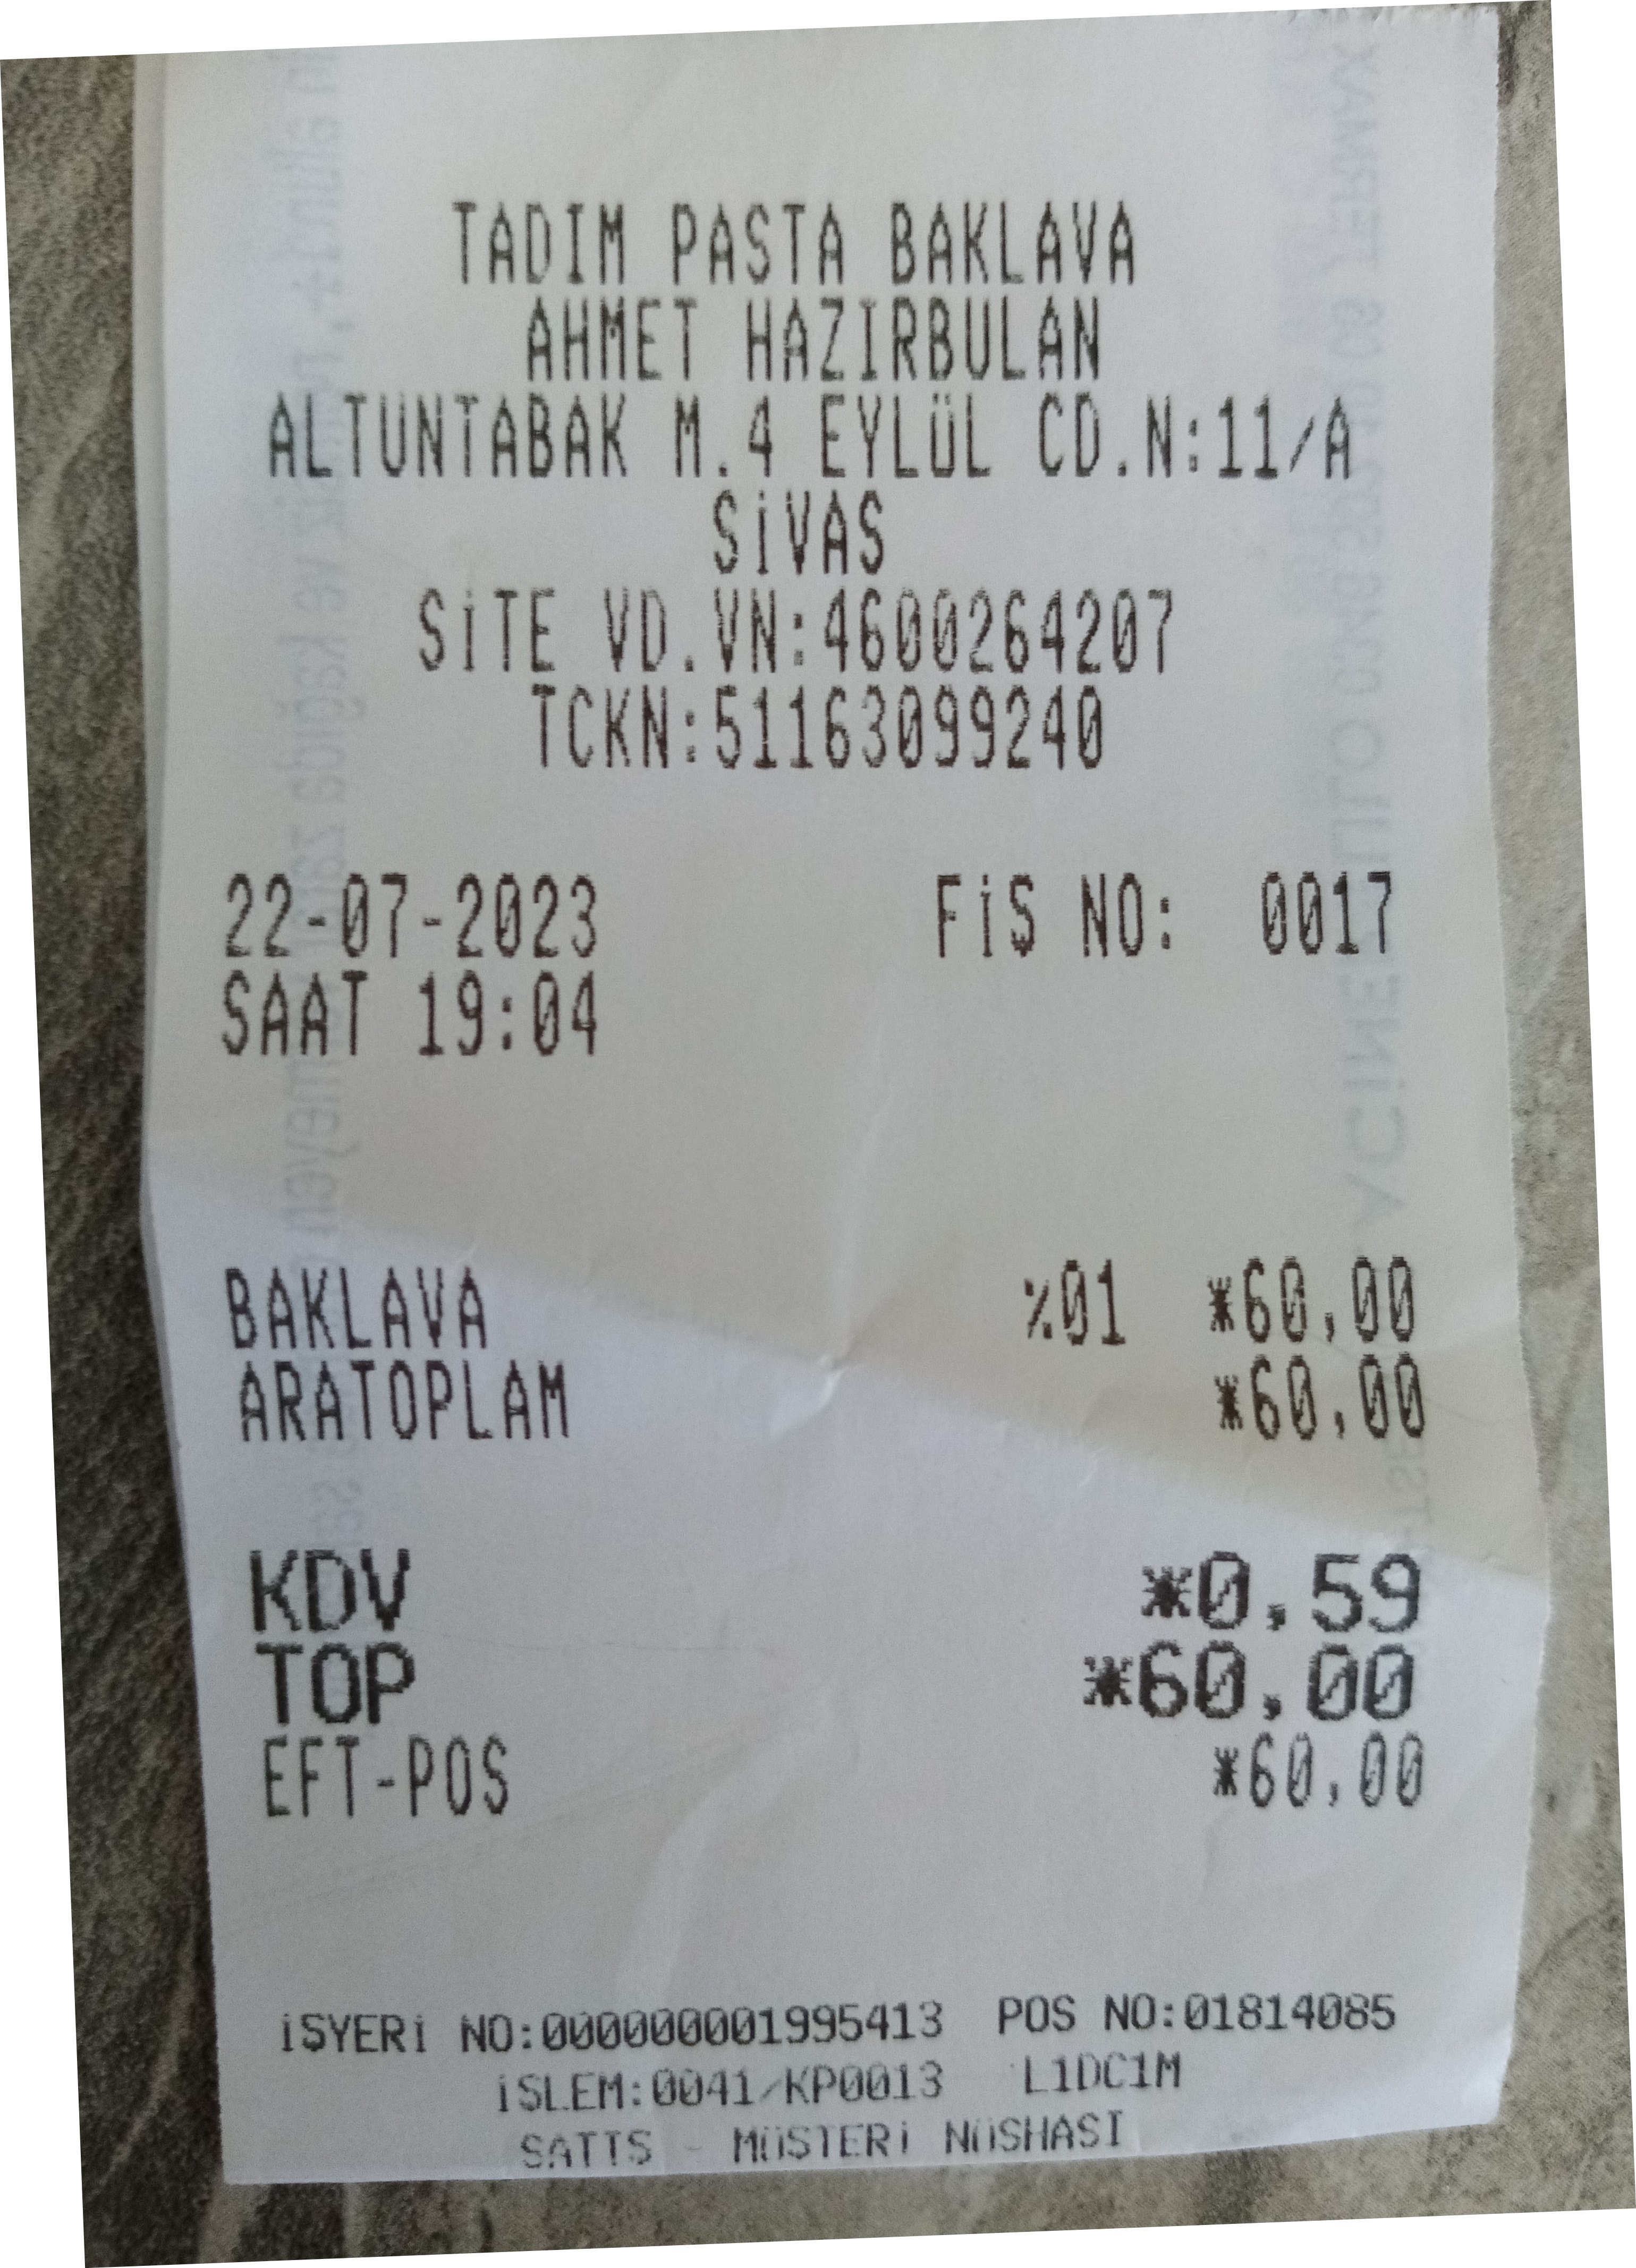 TADIM PASTA BAKLAVA
AHMET HAZIRBULAN
ALTUNTABAK M.4 EYLÜL CD.N:11/A
SİVAS
SİTE VD.VN:4600264207
TCKN:51163099240
22-07-2023 FİŞ NO: 0017
SAAT 19:04
BAKLAVA %01 *60,00
ARATOPLAM *60,00
KDV *0,59
TOP *60,00
EFT-POS *60,00
İŞYERİ NO:000000001995413 POS NO:01814085
İŞLEM:0041/KP0013 L1DC1M
SATIŞ - MÜŞTERİ NÜSHASI